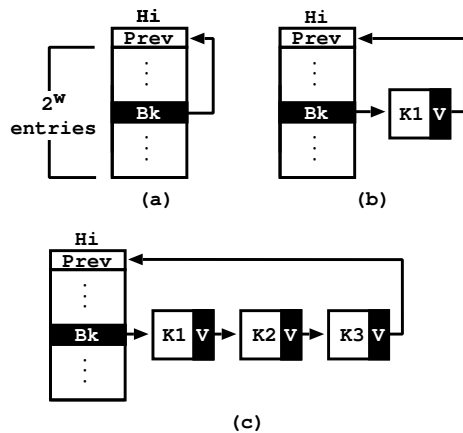 Hi
Prev
2w
entries
Bk
(a)
Hi
Prev
Bk
K1 V
(b)
Hi
Prev
Bk
K1 V K2 V K3 V
(c)